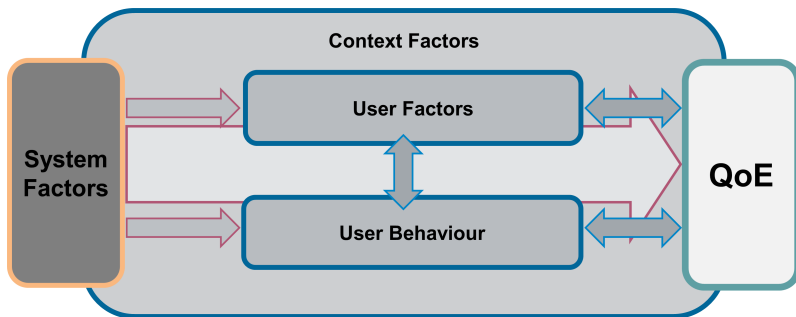 Context Factors
User Factors
System
Factors
QoE
User Behaviour